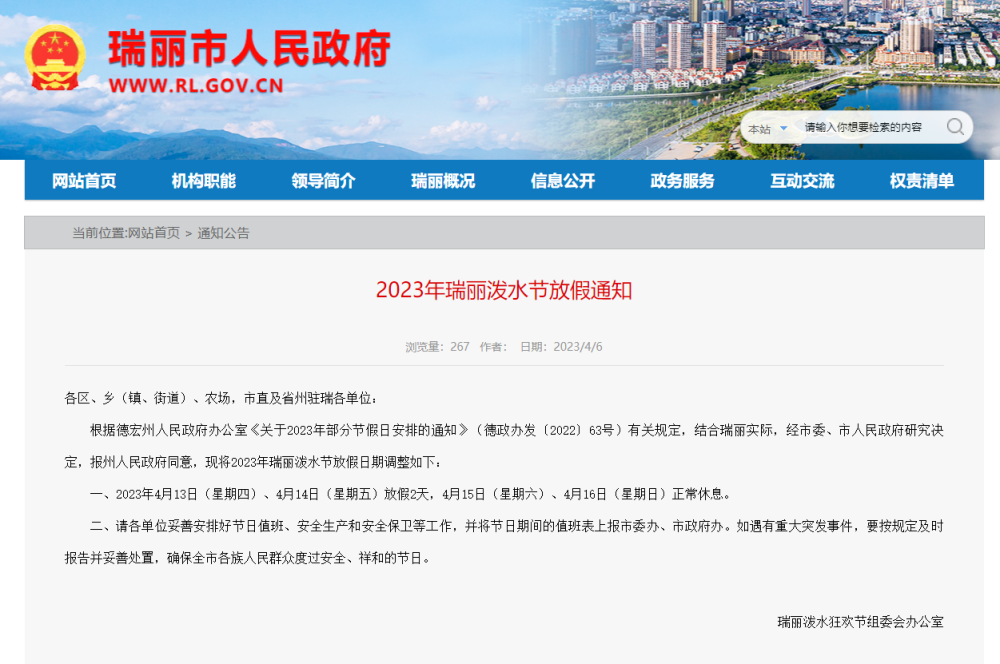 瑞丽市人民政府
WWW.RL.GOV.CN
本站 请输入你想要检索的内容
网站首页 机构职能 领导简介 瑞丽概况 信息公开 政务服务 互动交流 权责清单
当前位置:网站首页 > 通知公告
2023年瑞丽泼水节放假通知
浏览量：267 作者： 日期：2023/4/6
各区、乡（镇、街道）、农场，市直及省州驻瑞各单位：
根据德宏州人民政府办公室《关于2023年部分节假日安排的通知》（德政办发〔2022〕63号）有关规定，结合瑞丽实际，经市委、市人民政府研究决
定，报州人民政府同意，现将2023年瑞丽泼水节放假日期调整如下：
一、2023年4月13日（星期四）、4月14日（星期五）放假2天，4月15日（星期六）、4月16日（星期日）正常休息。
二、请各单位妥善安排好节日值班、安全生产和安全保卫等工作，并将节日期间的值班表上报市委办、市政府办。如遇有重大突发事件，要按规定及时
报告并妥善处置，确保全市各族人民群众度过安全、祥和的节日。
瑞丽泼水狂欢节组委会办公室